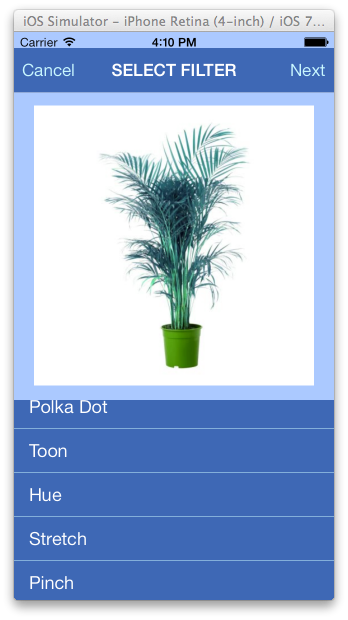 iOS Simulator - iPhone Retina (4-inch) / iOS 7...
Carrier 4:10 PM
Cancel SELECT FILTER Next
Polka Dot
Toon
Hue
Stretch
Pinch